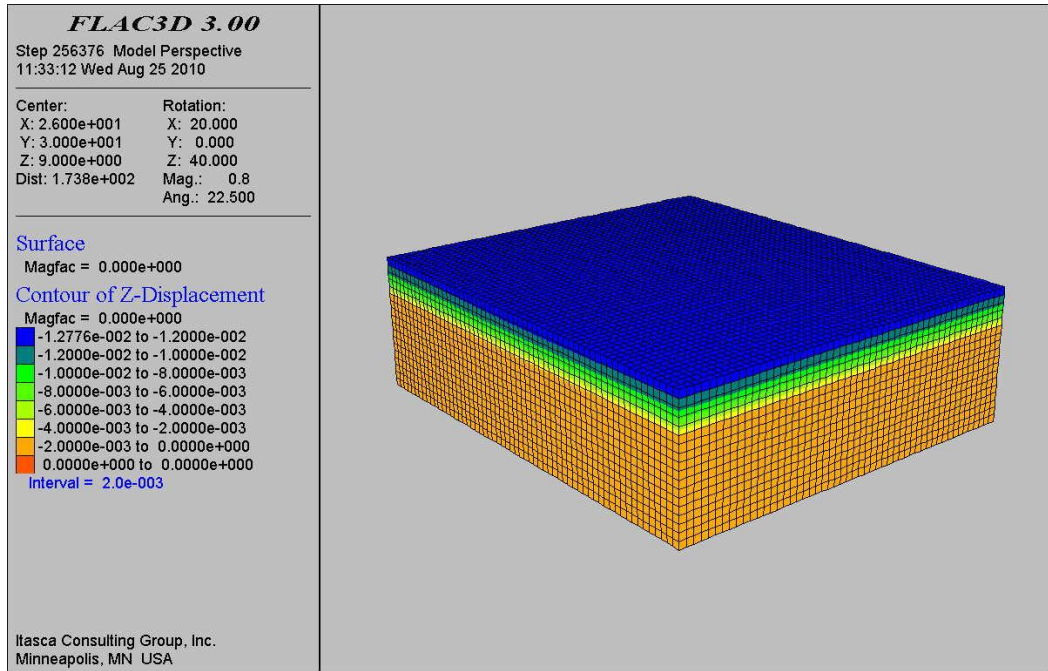 FLAC3D 3.00
Step 256376 Model Perspective
11:33:12 Wed Aug 25 2010
Center:
X: 2.600e+001
Y: 3.000e+001
Z: 9.000e+000
Dist: 1.738e+002
Rotation:
X: 20.000
Y: 0.000
Z: 40.000
Mag.: 0.8
Ang.: 22.500
Surface
Magfac = 0.000e+000
Contour of Z-Displacement
Magfac = 0.000e+000
-1.2776e-002 to -1.2000e-002
-1.2000e-002 to -1.0000e-002
-1.0000e-002 to -8.0000e-003
-8.0000e-003 to -6.0000e-003
-6.0000e-003 to -4.0000e-003
-4.0000e-003 to -2.0000e-003
-2.0000e-003 to 0.0000e+000
0.0000e+000 to 0.0000e+000
Interval = 2.0e-003
Itasca Consulting Group, Inc.
Minneapolis, MN USA